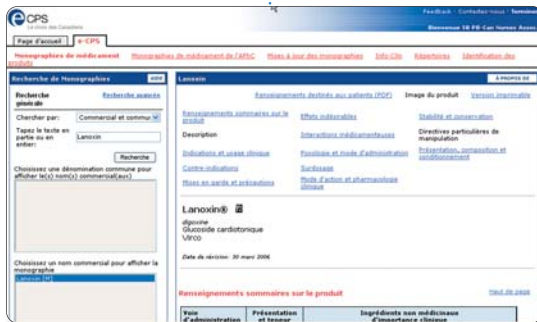 Feedback Contactez-nous
CPS
Le choix des Canadiens
Page d'accueil e-CPS
Monographies de médicament Monographies de médicament de l'APhC Mises à jour des monographies Info-Clin Répertoires Identification des
produits
Recherche de Monographies
Lanoxin À PROPOS DE
Recherche
générale
Recherche avancée
Chercher par: Commercial et commun
Tapez le texte en
partie ou en
entier: Lanoxin
Recherche
Choisissez une dénomination commune pour
afficher le(s) nom(s) commercial(aux)
Choisissez un nom commercial pour afficher la
monographie
Lanoxin [M]
Renseignements destinés aux patients (PDF) Image du produit Version imprimable
Renseignements sommaires sur le
produit
Effets indésirables
Stabilité et conservation
Description
Interactions médicamenteuses
Directives particulières de
manipulation
Indications et usage clinique
Posologie et mode d'administration
Présentation, composition et
conditionnement
Contre-indications
Surdosage
Mises en garde et précautions
Mode d'action et pharmacologie
clinique
Lanoxin®
digoxine
Glucoside cardiotonique
Virco
Date de révision: 30 mars 2006
Renseignements sommaires sur le produit
Haut de page
Voie
d'administration
Présentation
et teneur
Ingrédients non médicinaux
d'importance clinique